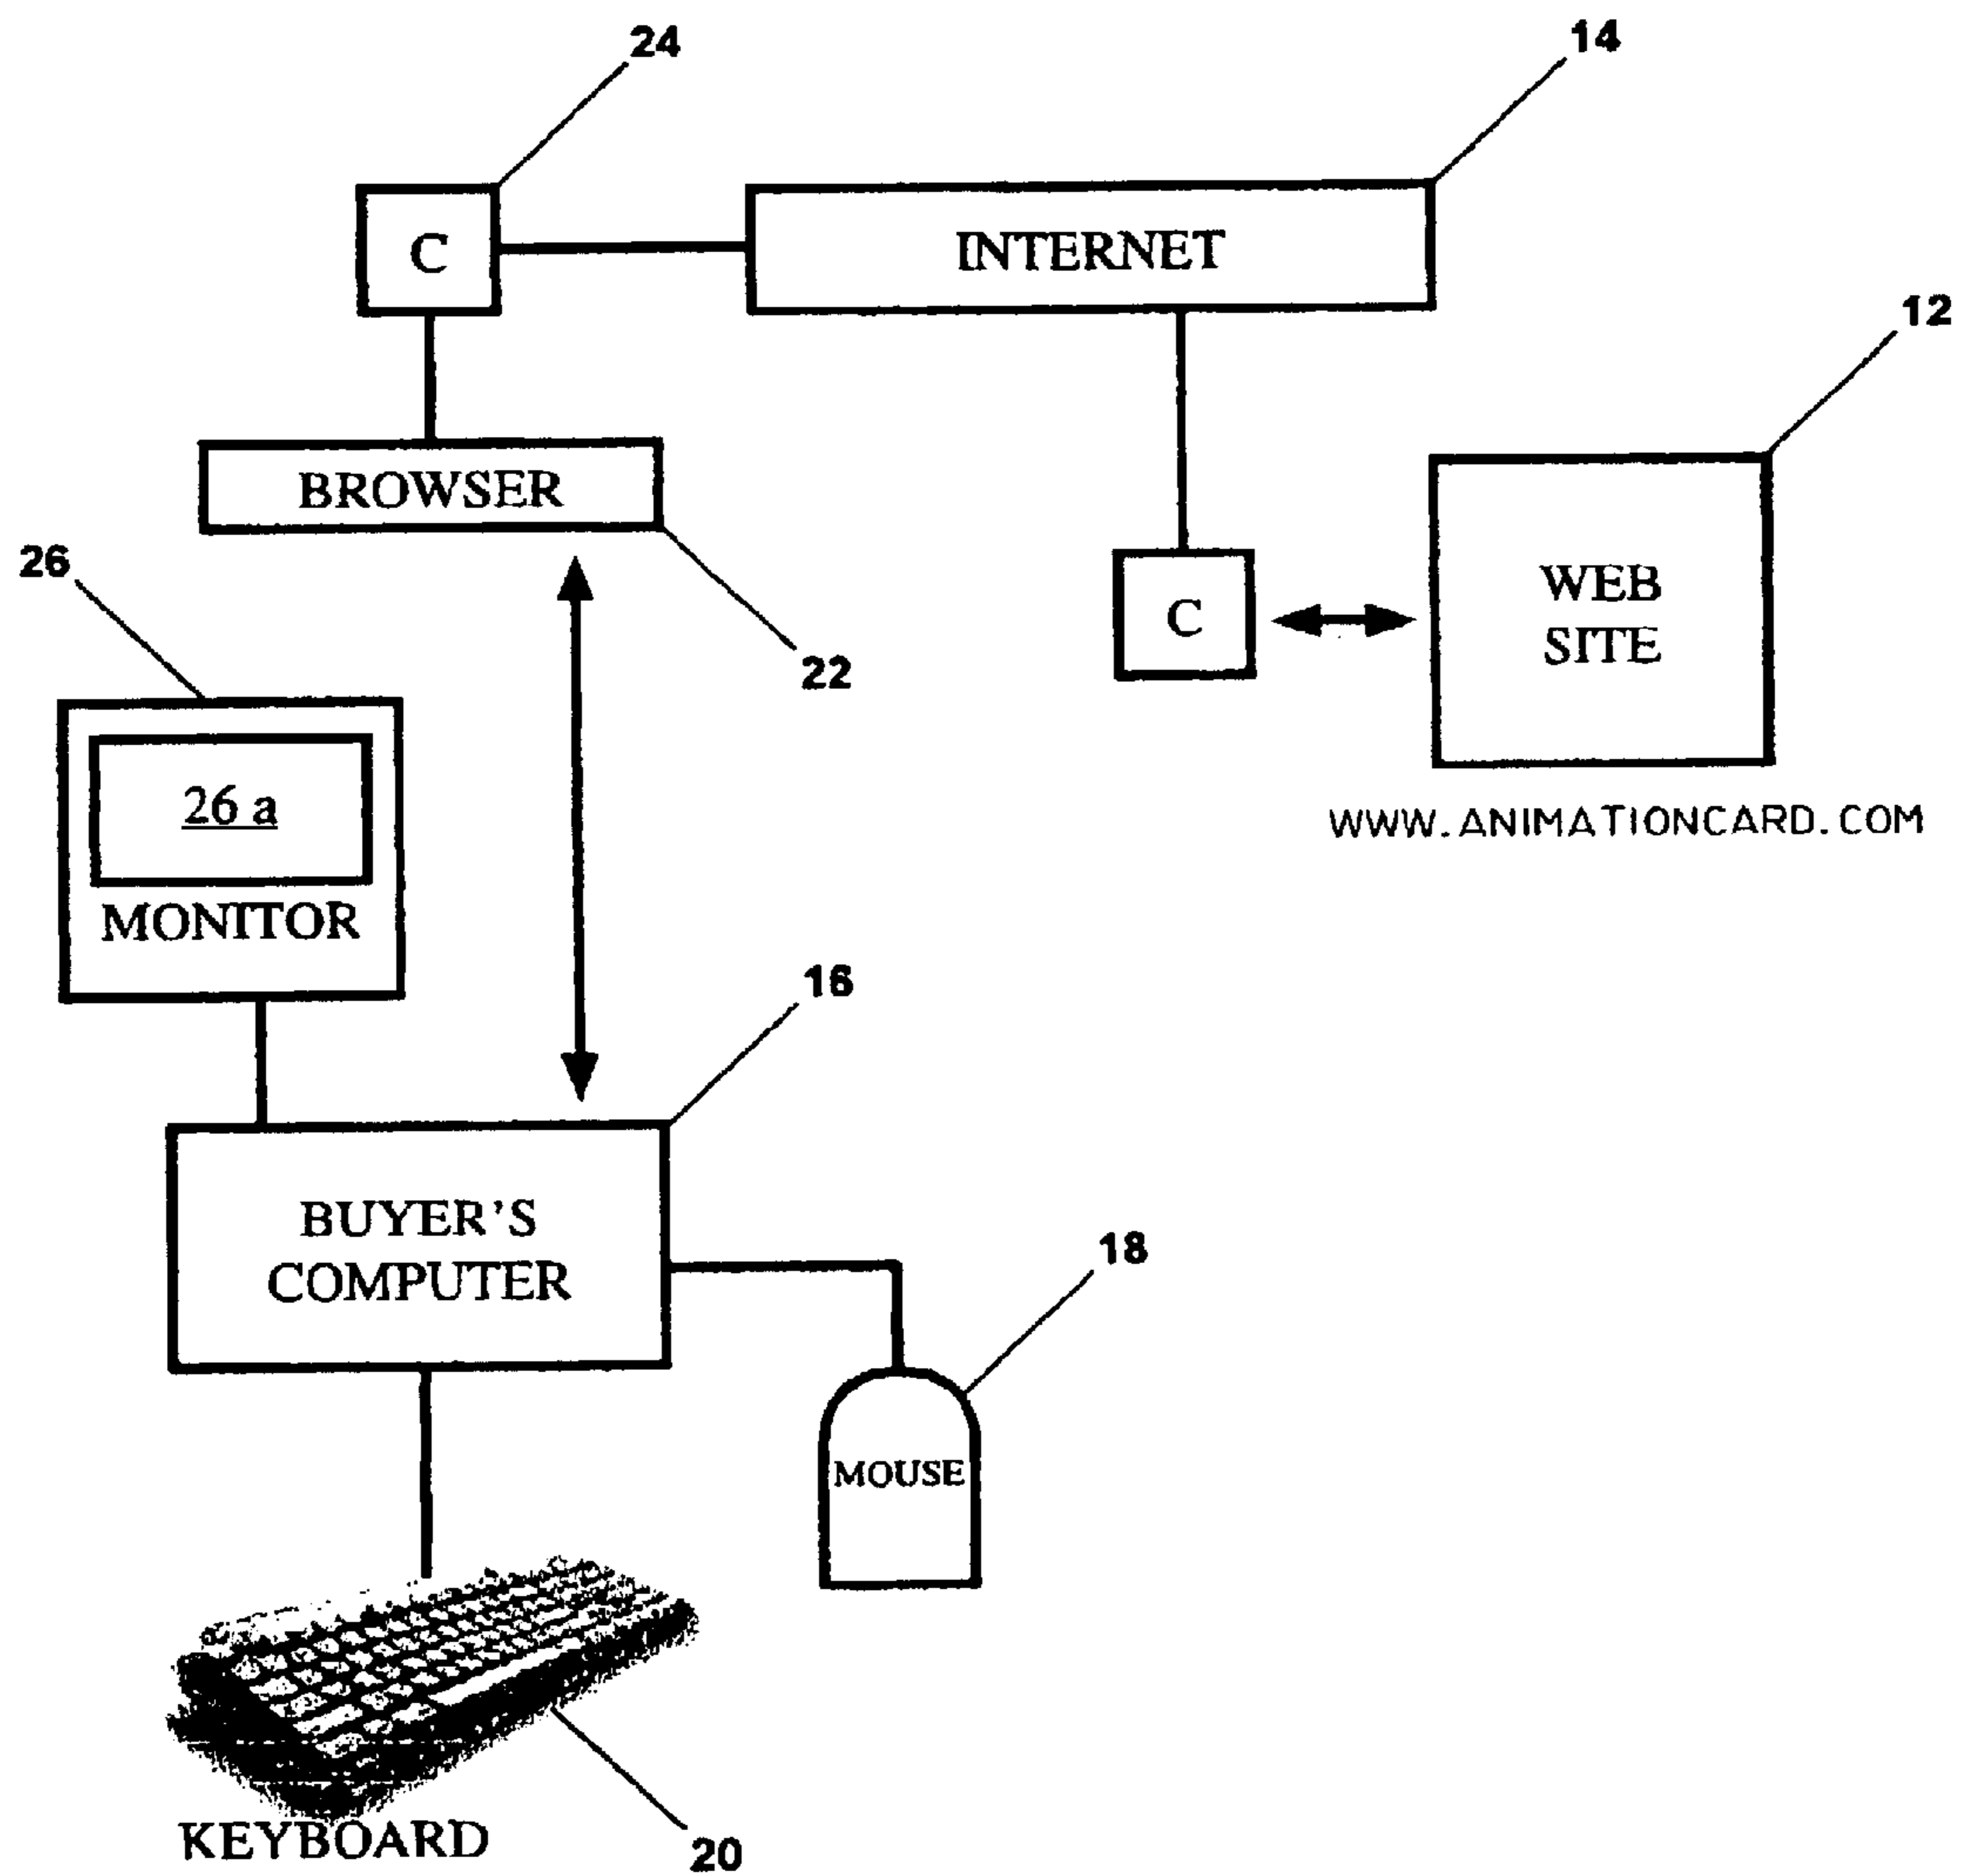 24
14
C
INTERNET
12
BROWSER
26
22
WEB
SITE
C
26 a
MONITOR
WWW.ANIMATIONCARD.COM
16
BUYER'S
COMPUTER
18
MOUSE
KEYBOARD
20